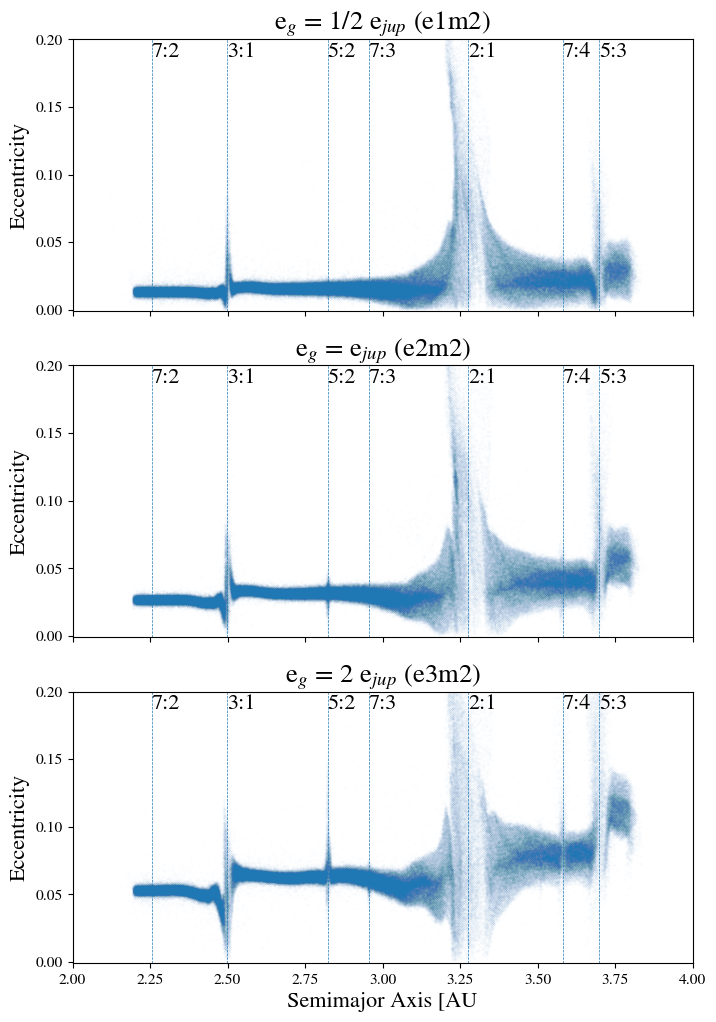 e_g = 1/2 e_jup (e1m2)
0.20
7:2 3:1 5:2 7:3 2:1 7:4 5:3
0.15
0.10
0.05
0.00
Eccentricity
e_g = e_jup (e2m2)
0.20
7:2 3:1 5:2 7:3 2:1 7:4 5:3
0.15
0.10
0.05
0.00
Eccentricity
e_g = 2 e_jup (e3m2)
0.20
7:2 3:1 5:2 7:3 2:1 7:4 5:3
0.15
0.10
0.05
0.00
Eccentricity
2.00 2.25 2.50 2.75 3.00 3.25 3.50 3.75 4.00
Semimajor Axis [AU